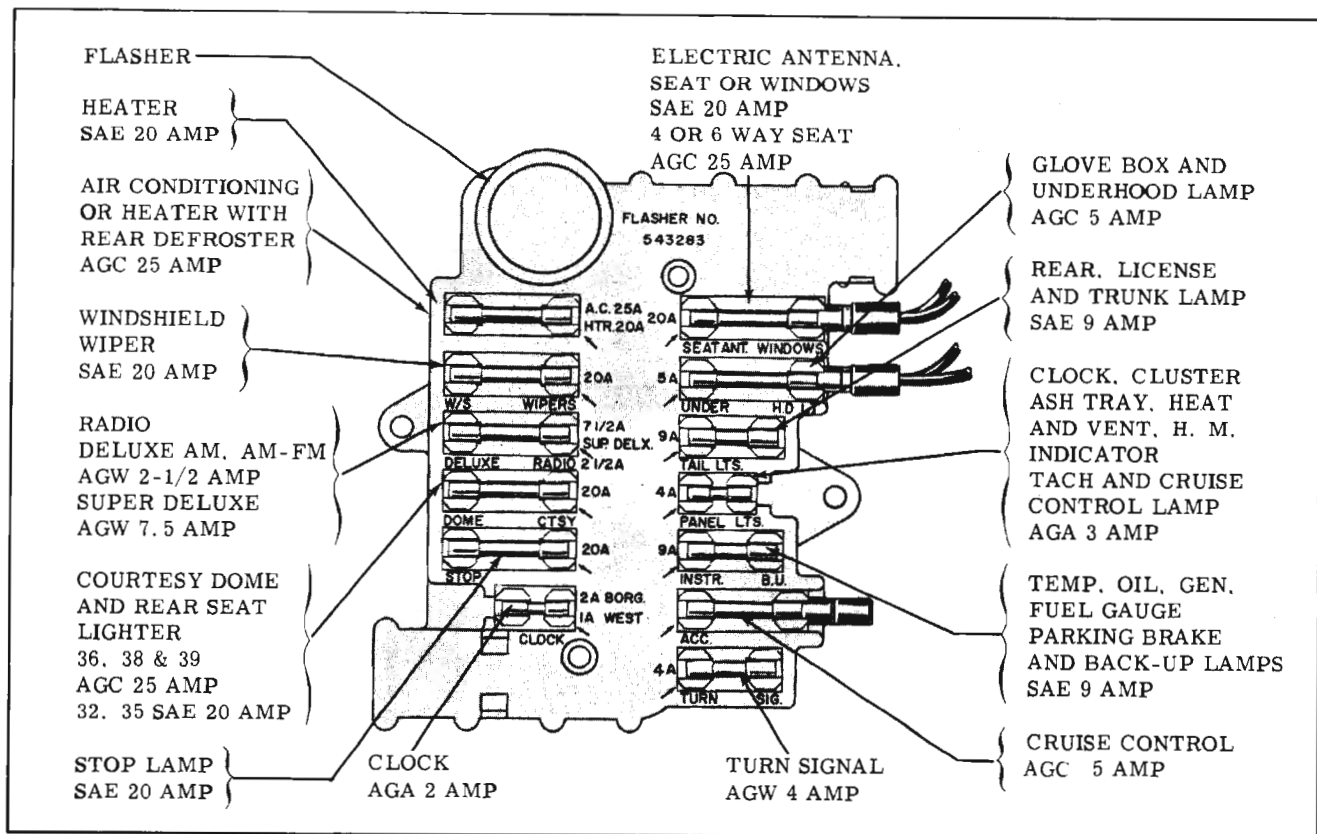 FLASHER
HEATER
SAE 20 AMP
AIR CONDITIONING
OR HEATER WITH
REAR DEFROSTER
AGC 25 AMP
WINDSHIELD
WIPER
SAE 20 AMP
RADIO
DELUXE AM, AM-FM
AGW 2-1/2 AMP
SUPER DELUXE
AGW 7.5 AMP
COURTESY DOME
AND REAR SEAT
LIGHTER
36, 38 & 39
AGC 25 AMP
32, 35 SAE 20 AMP
STOP LAMP
SAE 20 AMP
CLOCK
AGA 2 AMP
ELECTRIC ANTENNA.
SEAT OR WINDOWS
SAE 20 AMP
4 OR 6 WAY SEAT
AGC 25 AMP
FLASHER NO.
543283
A.C. 25A
HTR. 20A
20A
W/S WIPERS
7 1/2A
SUP. DELX.
DELUXE RADIO 2 1/2A
20A
DOME CTSY
20A
STOP
2A BORG.
1A WEST
CLOCK
20A
SEAT ANT. WINDOWS
5A
UNDER H.D.
9A
TAIL LTS.
4A
PANEL LTS.
9A
INSTR. B.U.
ACC.
4A
TURN SIG.
TURN SIGNAL
AGW 4 AMP
GLOVE BOX AND
UNDERHOOD LAMP
AGC 5 AMP
REAR. LICENSE
AND TRUNK LAMP
SAE 9 AMP
CLOCK, CLUSTER
ASH TRAY, HEAT
AND VENT, H. M.
INDICATOR
TACH AND CRUISE
CONTROL LAMP
AGA 3 AMP
TEMP, OIL, GEN,
FUEL GAUGE
PARKING BRAKE
AND BACK-UP LAMPS
SAE 9 AMP
CRUISE CONTROL
AGC 5 AMP